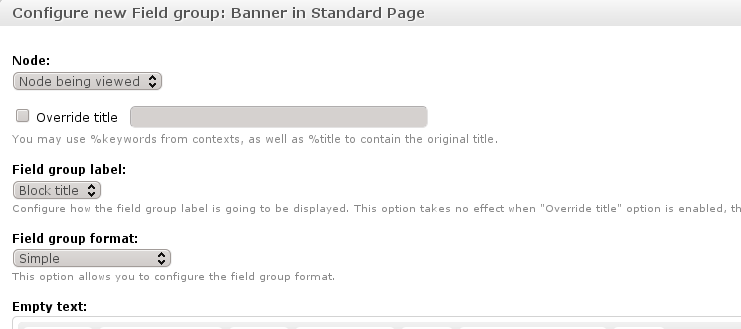 Configure new Field group: Banner in Standard Page
Node:
Node being viewed
Override title
You may use %keywords from contexts, as well as %title to contain the original title.
Field group label:
Block title
Configure how the field group label is going to be displayed. This option takes no effect when "Override title" option is enabled, th
Field group format:
Simple
This option allows you to configure the field group format.
Empty text: